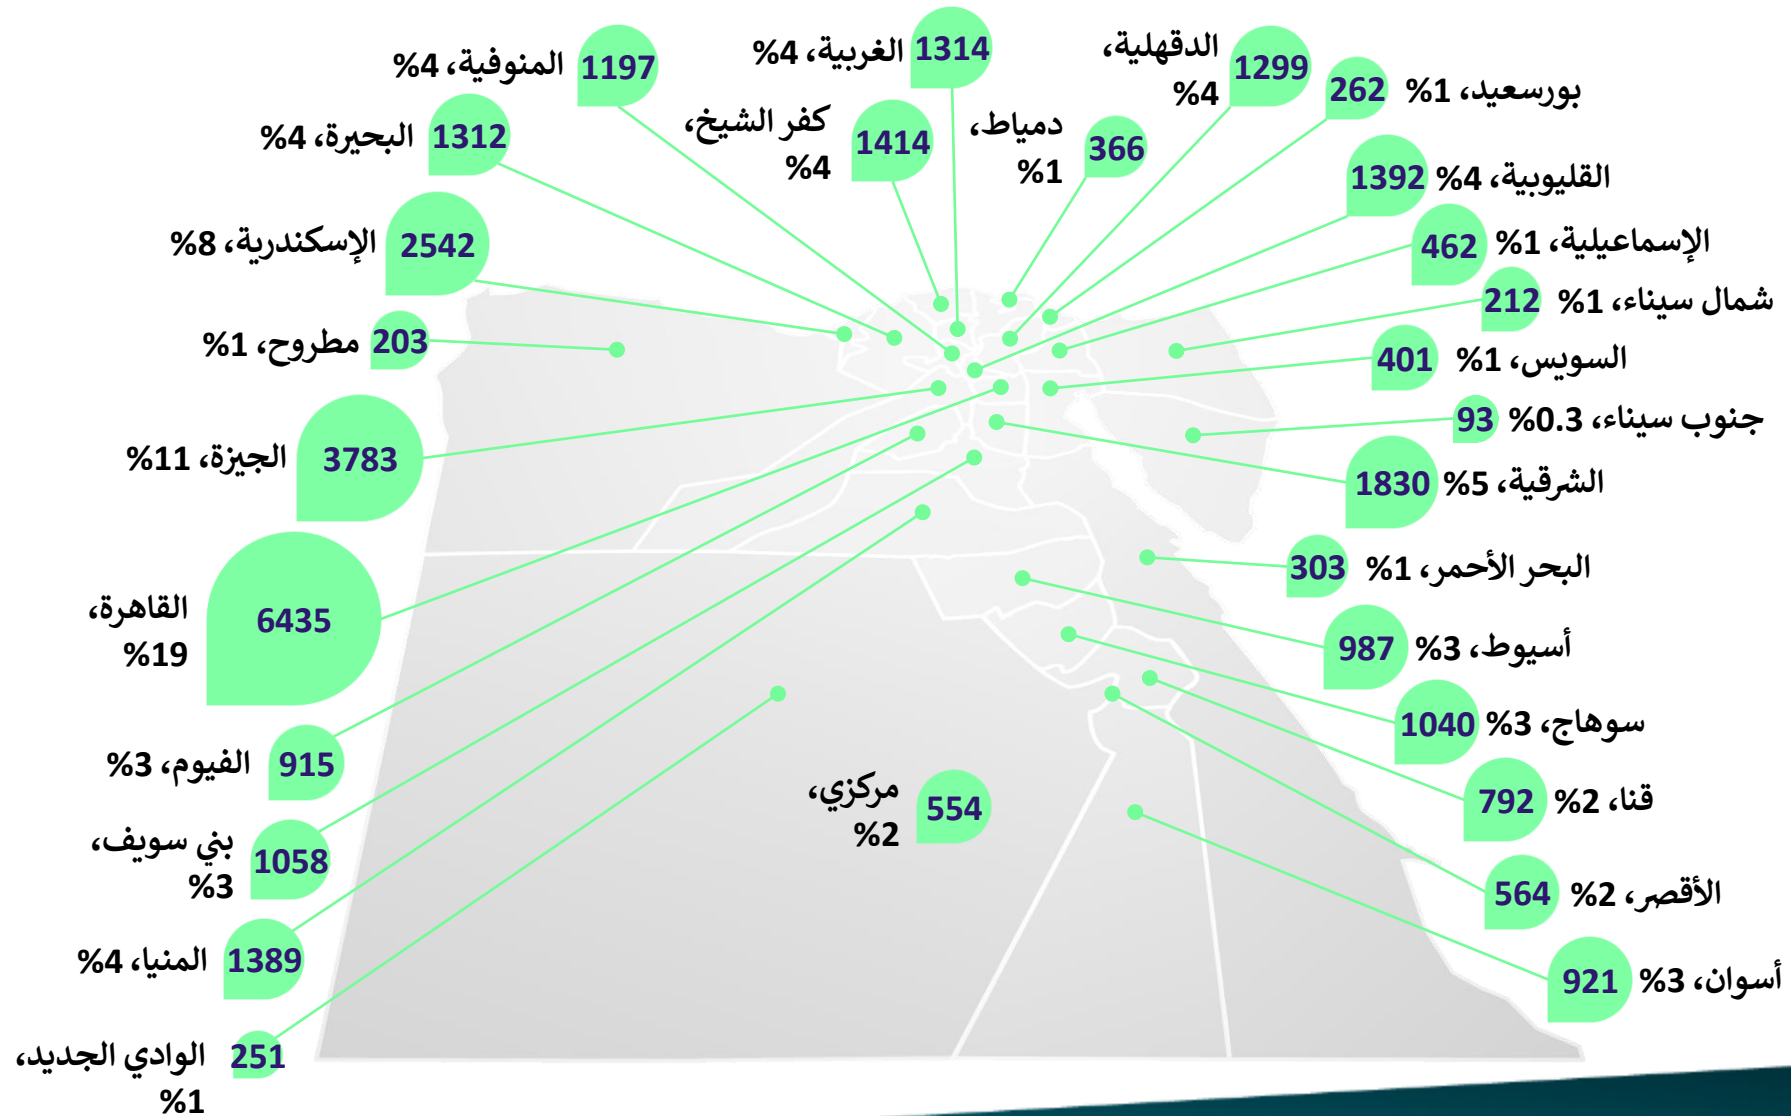 المنوفية، 4%
1197
الغربية، 4%
1314
الدقهلية،
4%
1299
بورسعيد، 1%
262
البحيرة، 4%
1312
كفر الشيخ،
4%
1414
دمياط،
1%
366
القليوبية، 4%
1392
الإسكندرية، 8%
2542
الإسماعيلية، 1%
462
شمال سيناء، 1%
212
مطروح، 1%
203
السويس، 1%
401
جنوب سيناء، 0.3%
93
الجيزة، 11%
3783
الشرقية، 5%
1830
البحر الأحمر، 1%
303
القاهرة،
19%
6435
أسيوط، 3%
987
سوهاج، 3%
1040
الفيوم، 3%
915
مركزي،
2%
554
قنا، 2%
792
بني سويف،
3%
1058
الأقصر، 2%
564
المنيا، 4%
1389
أسوان، 3%
921
الوادي الجديد،
1%
251